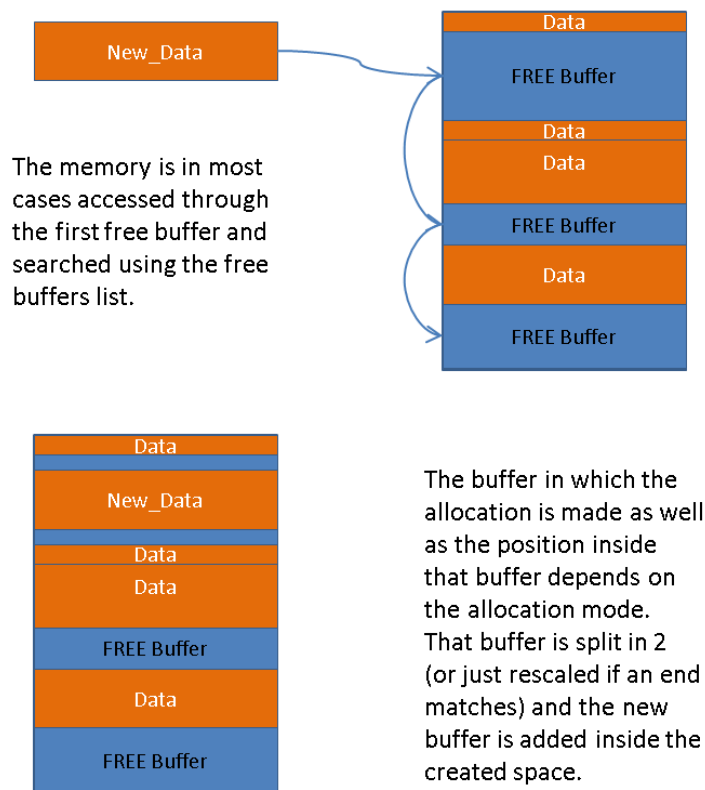 New_Data
Data
FREE Buffer
Data
Data
FREE Buffer
Data
FREE Buffer
The memory is in most
cases accessed through
the first free buffer and
searched using the free
buffers list.
Data
New_Data
Data
Data
FREE Buffer
Data
FREE Buffer
The buffer in which the
allocation is made as well
as the position inside
that buffer depends on
the allocation mode.
That buffer is split in 2
(or just rescaled if an end
matches) and the new
buffer is added inside the
created space.